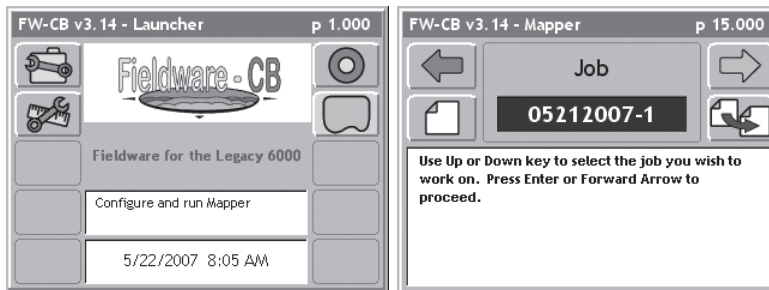 FW-CB v3.14 - Launcher p 1.000
Fieldware - CB
Fieldware for the Legacy 6000
Configure and run Mapper
5/22/2007 8:05 AM
FW-CB v3.14 - Mapper p 15.000
Job
05212007-1
Use Up or Down key to select the job you wish to
work on. Press Enter or Forward Arrow to
proceed.